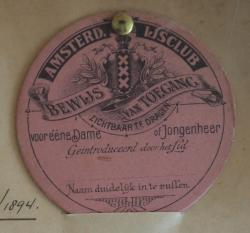 AMSTERD. IJSCLUB
BEWIJS VAN TOEGANG
LICHTBAAR TE DRAGEN
voor ééne Dame of Jongenheer
Geïntroduceerd door het lid
Naam duidelijk in te vullen
/1894.